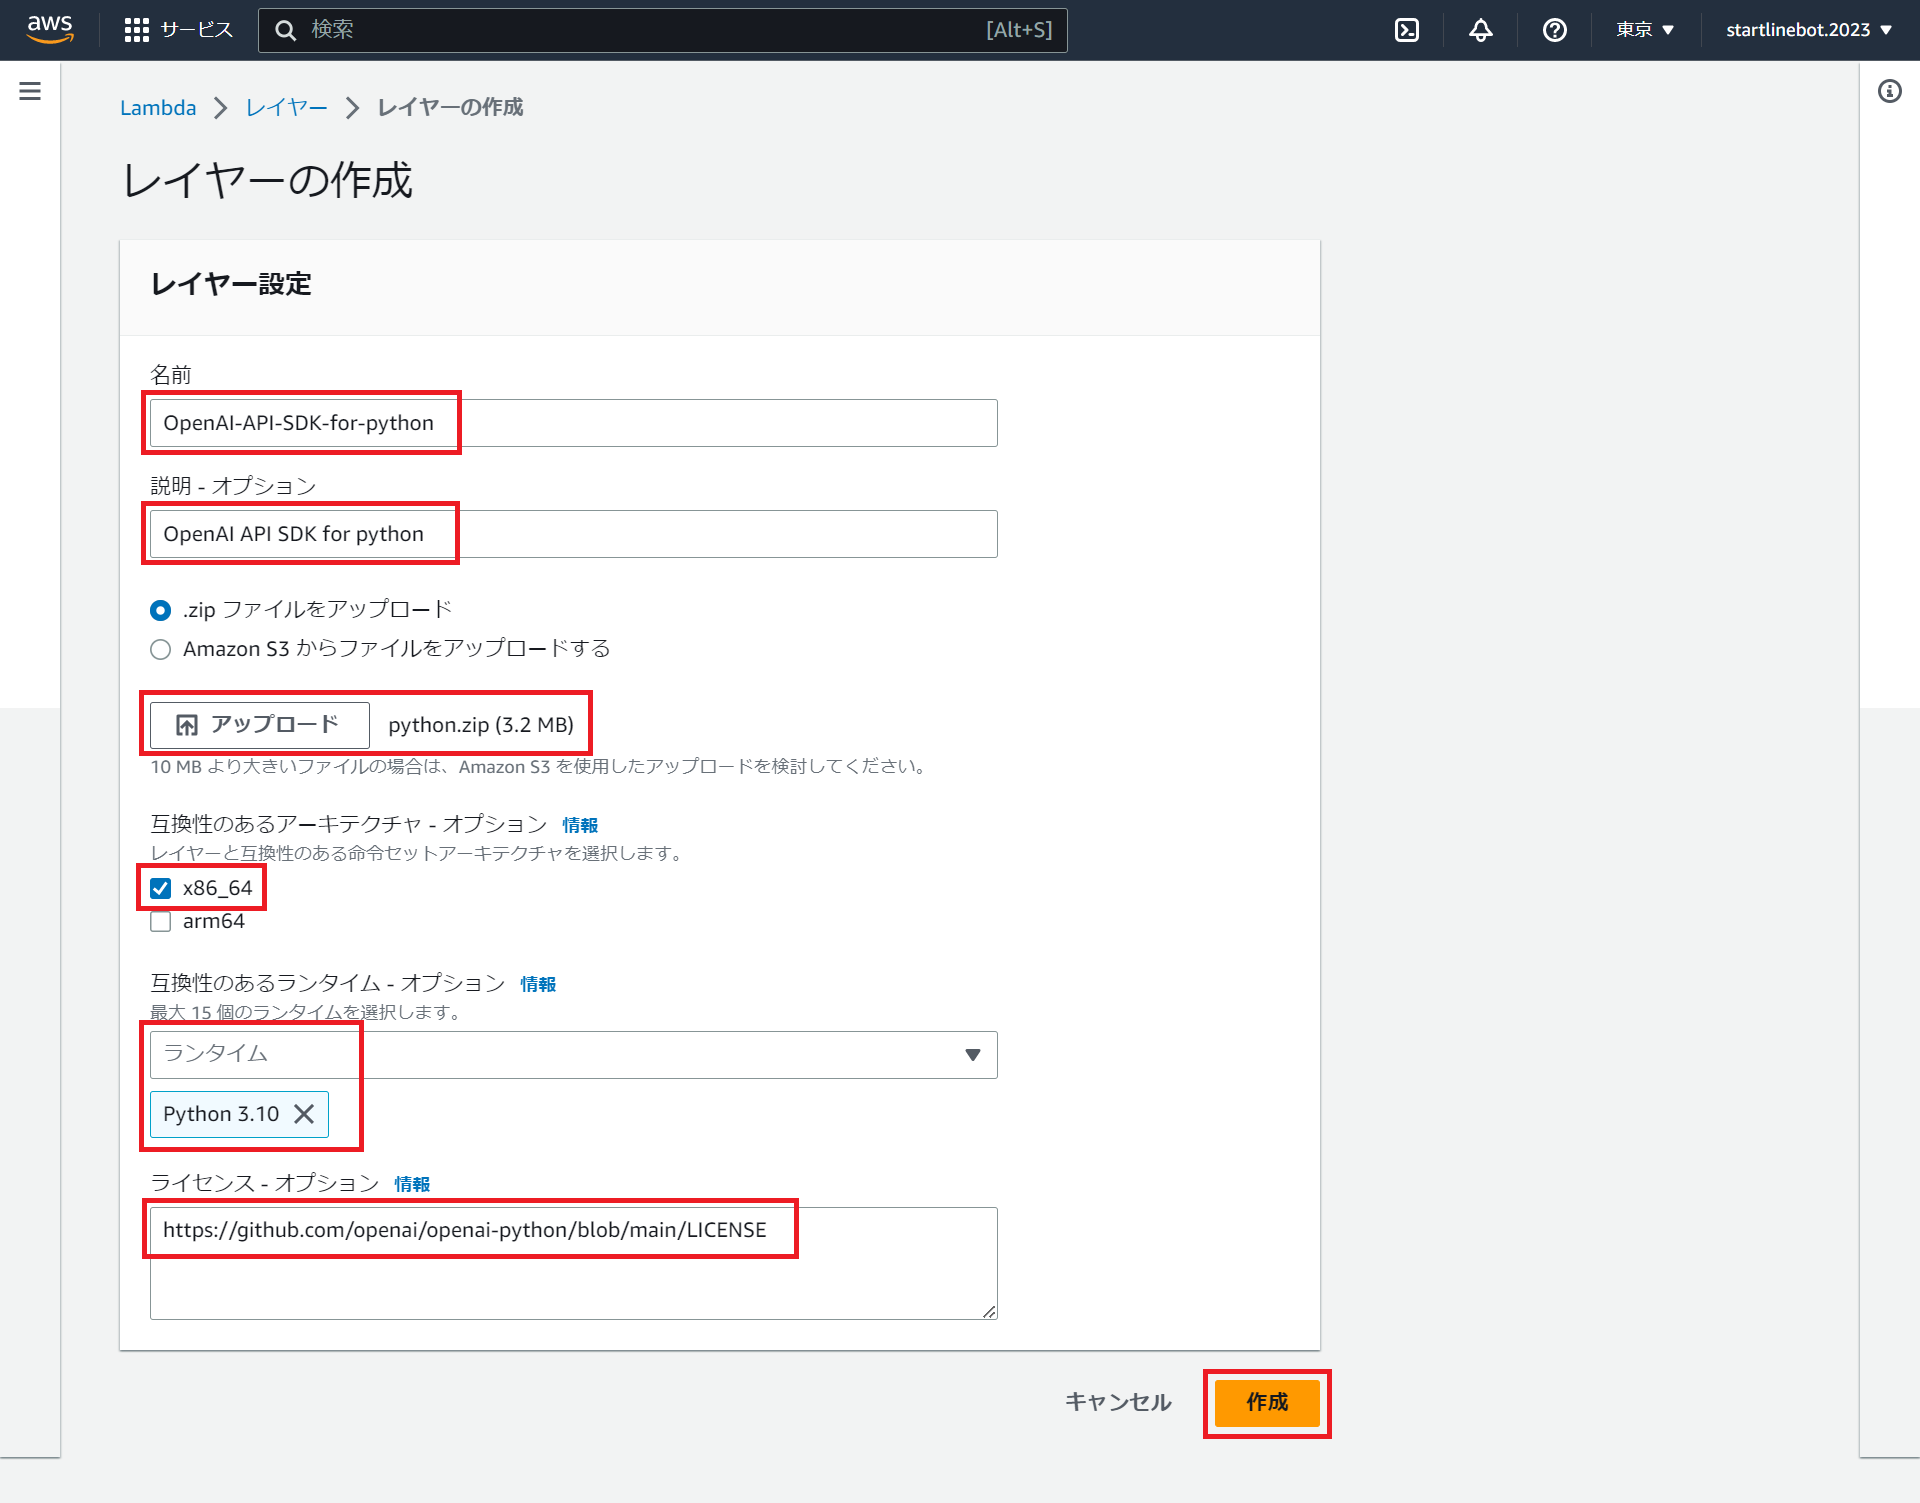 aws サービス 検索 [Alt+S] 東京 startlinebot.2023
Lambda レイヤー レイヤーの作成
レイヤーの作成
レイヤー設定
名前
OpenAI-API-SDK-for-python
説明 - オプション
OpenAI API SDK for python
.zip ファイルをアップロード
Amazon S3 からファイルをアップロードする
アップロード python.zip (3.2 MB)
10 MB より大きいファイルの場合は、Amazon S3 を使用したアップロードを検討してください。
互換性のあるアーキテクチャ - オプション 情報
レイヤーと互換性のある命令セットアーキテクチャを選択します。
x86_64
arm64
互換性のあるランタイム - オプション 情報
最大 15 個のランタイムを選択します。
ランタイム
Python 3.10
ライセンス - オプション 情報
https://github.com/openai/openai-python/blob/main/LICENSE
キャンセル 作成